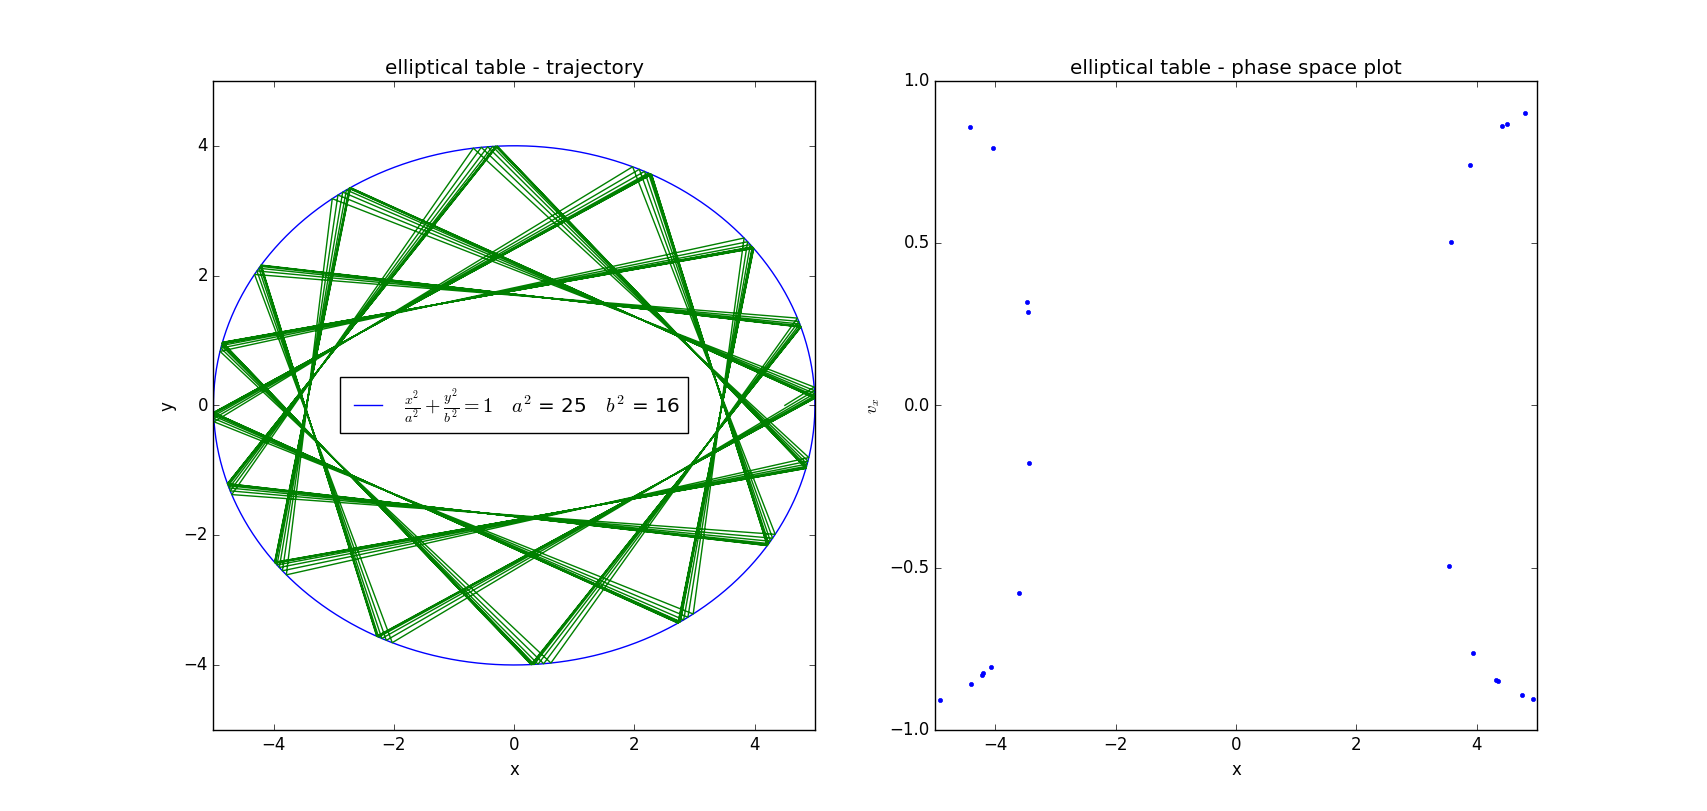 elliptical table - trajectory
4
2
0
−2
−4
y
x²/a² + y²/b² = 1 a² = 25 b² = 16
−4 −2 0 2 4
x
elliptical table - phase space plot
1.0
0.5
0.0
−0.5
−1.0
vₓ
−4 −2 0 2 4
x